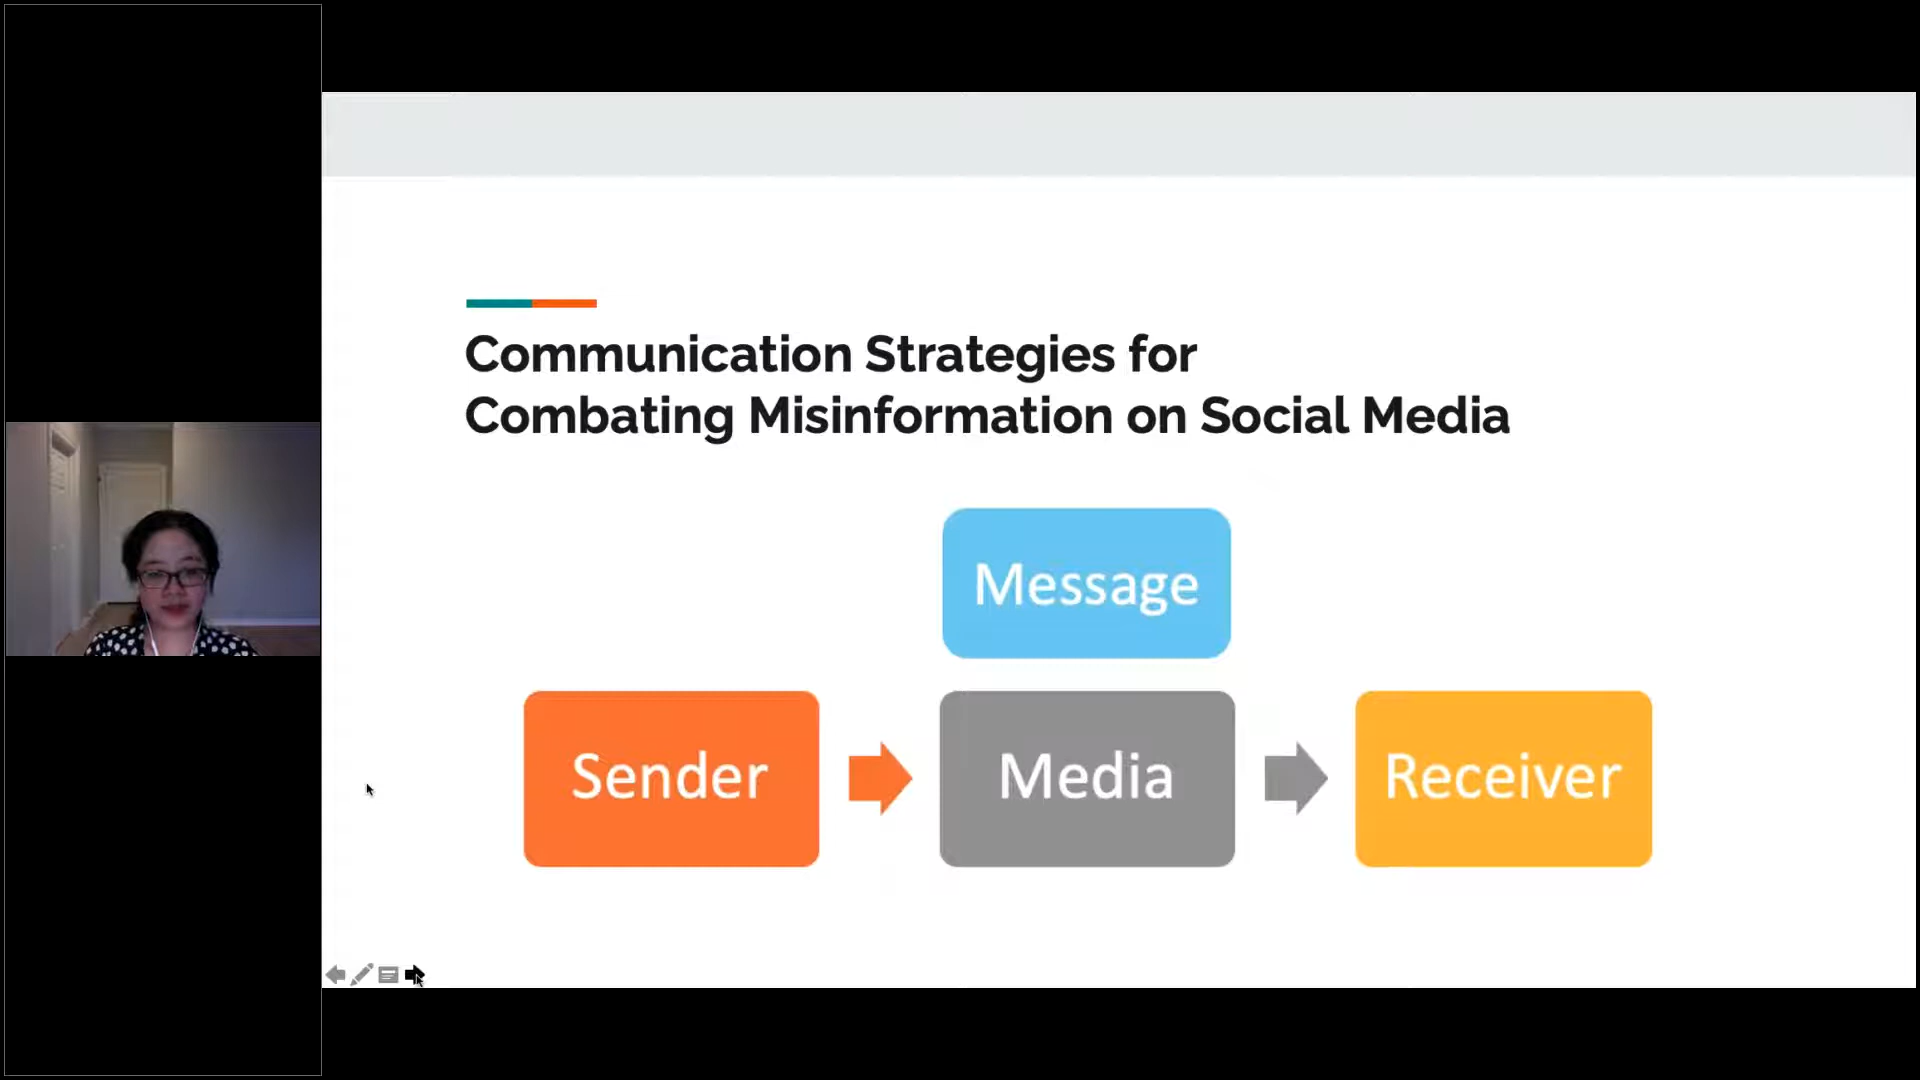 Communication Strategies for
Combating Misinformation on Social Media
Message
Sender
Media
Receiver